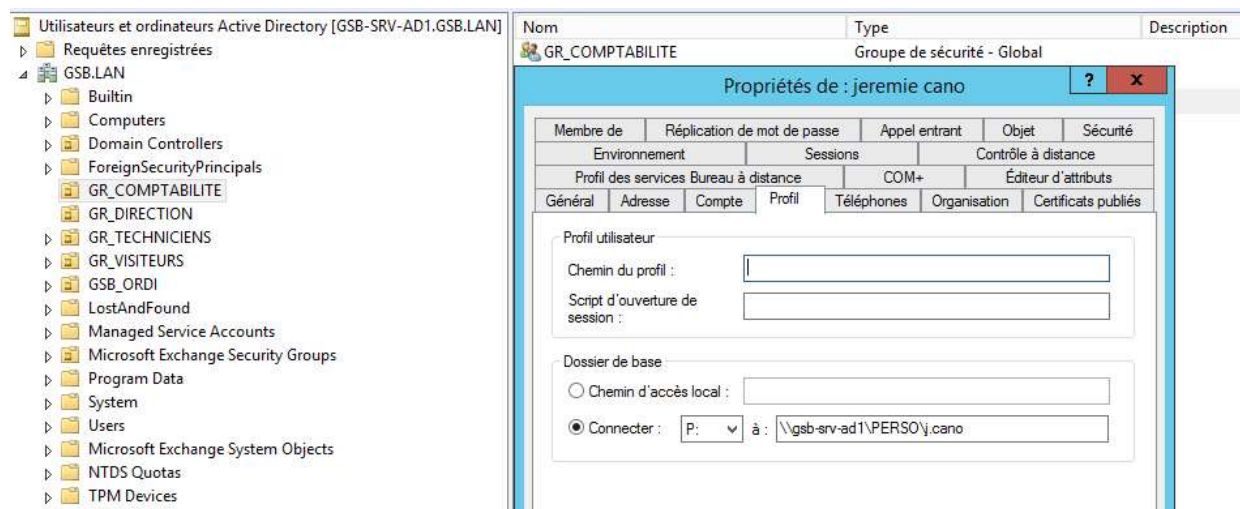 Utilisateurs et ordinateurs Active Directory [GSB-SRV-AD1.GSB.LAN]
Requêtes enregistrées
GSB.LAN
Builtin
Computers
Domain Controllers
ForeignSecurityPrincipals
GR_COMPTABILITE
GR_DIRECTION
GR_TECHNICIENS
GR_VISITEURS
GSB_ORDI
LostAndFound
Managed Service Accounts
Microsoft Exchange Security Groups
Program Data
System
Users
Microsoft Exchange System Objects
NTDS Quotas
TPM Devices
Nom Type Description
GR_COMPTABILITE Groupe de sécurité - Global
Propriétés de : jeremie cano ? x
Membre de Réplication de mot de passe Appel entrant Objet Sécurité
Environnement Sessions Contrôle à distance
Profil des services Bureau à distance COM+ Éditeur d'attributs
Général Adresse Compte Profil Téléphones Organisation Certificats publiés
Profil utilisateur
Chemin du profil :
Script d'ouverture de
session :
Dossier de base
Chemin d'accès local :
Connecter : P: à : \\gsb-srv-ad1\PERSO\j.cano